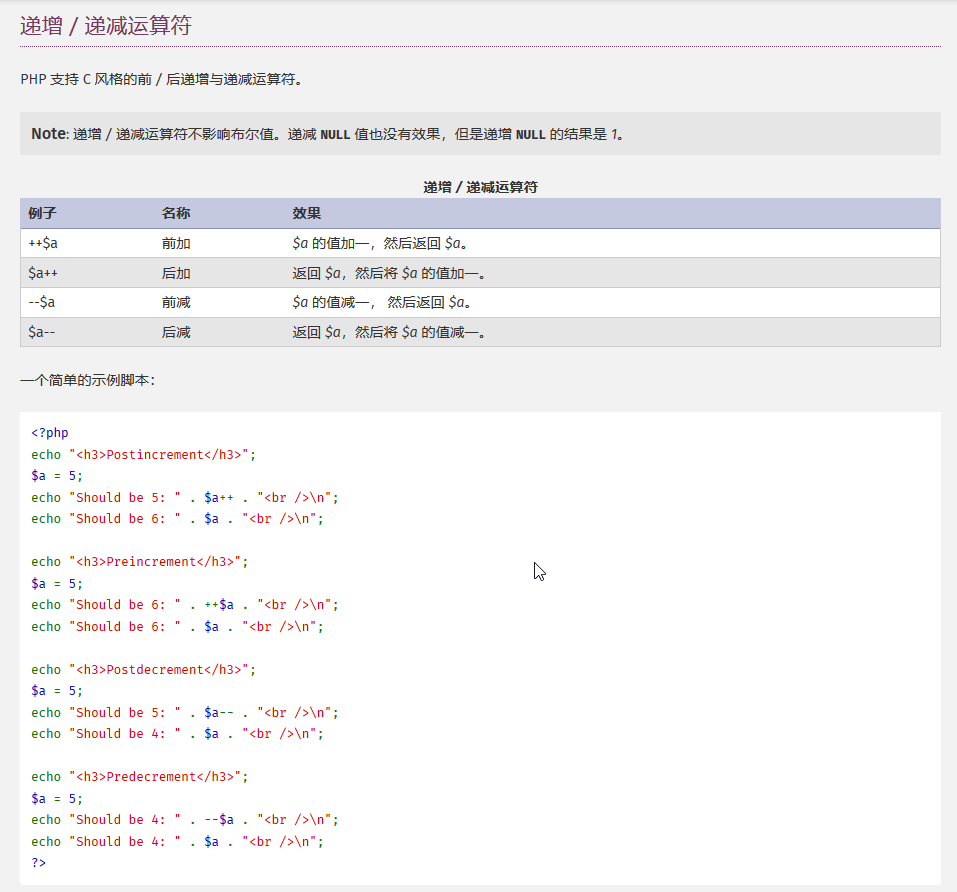 递增 / 递减运算符
PHP 支持 C 风格的前 / 后递增与递减运算符。
Note: 递增 / 递减运算符不影响布尔值。递减 NULL 值也没有效果，但是递增 NULL 的结果是 1。
递增 / 递减运算符
例子 名称 效果
++$a 前加 $a 的值加一，然后返回 $a。
$a++ 后加 返回 $a，然后将 $a 的值加一。
--$a 前减 $a 的值减一， 然后返回 $a。
$a-- 后减 返回 $a，然后将 $a 的值减一。
一个简单的示例脚本：
<?php
echo "<h3>Postincrement</h3>";
$a = 5;
echo "Should be 5: " . $a++ . "<br />\n";
echo "Should be 6: " . $a . "<br />\n";
echo "<h3>Preincrement</h3>";
$a = 5;
echo "Should be 6: " . ++$a . "<br />\n";
echo "Should be 6: " . $a . "<br />\n";
echo "<h3>Postdecrement</h3>";
$a = 5;
echo "Should be 5: " . $a-- . "<br />\n";
echo "Should be 4: " . $a . "<br />\n";
echo "<h3>Predecrement</h3>";
$a = 5;
echo "Should be 4: " . --$a . "<br />\n";
echo "Should be 4: " . $a . "<br />\n";
?>